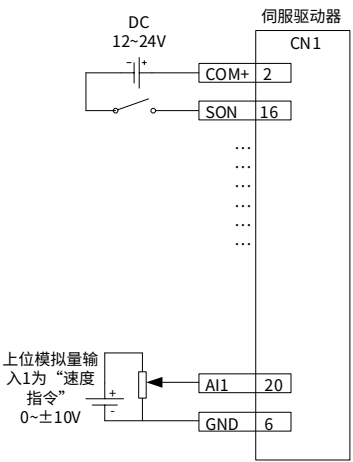 伺服驱动器
DC
12~24V
CN1
- +
COM+ 2
SON 16
...
...
...
...
...
...
上位模拟量输
入1为“速度
指令”
0~±10V
+
-
AI1 20
GND 6